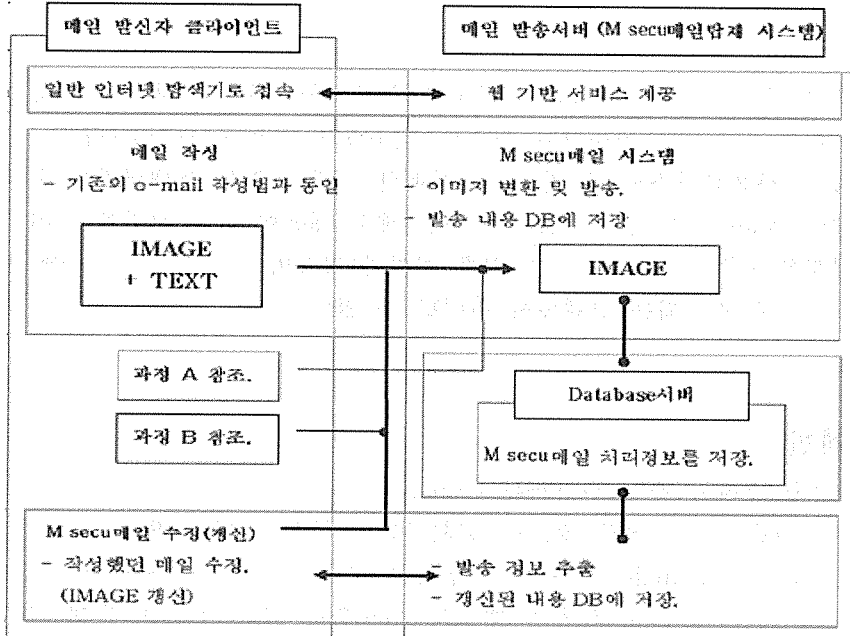 메일 발신자 클라이언트
메일 발송서버 (M secu메일탑재 시스템)
일반 인터넷 탐색기로 접속
웹 기반 서비스 제공
메일 작성
- 기존의 e-mail 작성법과 동일
M secu메일 시스템
- 이미지 변환 및 발송.
- 발송 내용 DB에 저장
IMAGE
+ TEXT
IMAGE
과정 A 참조.
과정 B 참조.
Database서버
M secu메일 처리정보를 저장.
M secu메일 수정(갱신)
- 작성했던 메일 수정.
(IMAGE 갱신)
- 발송 정보 추출
- 갱신된 내용 DB에 저장.